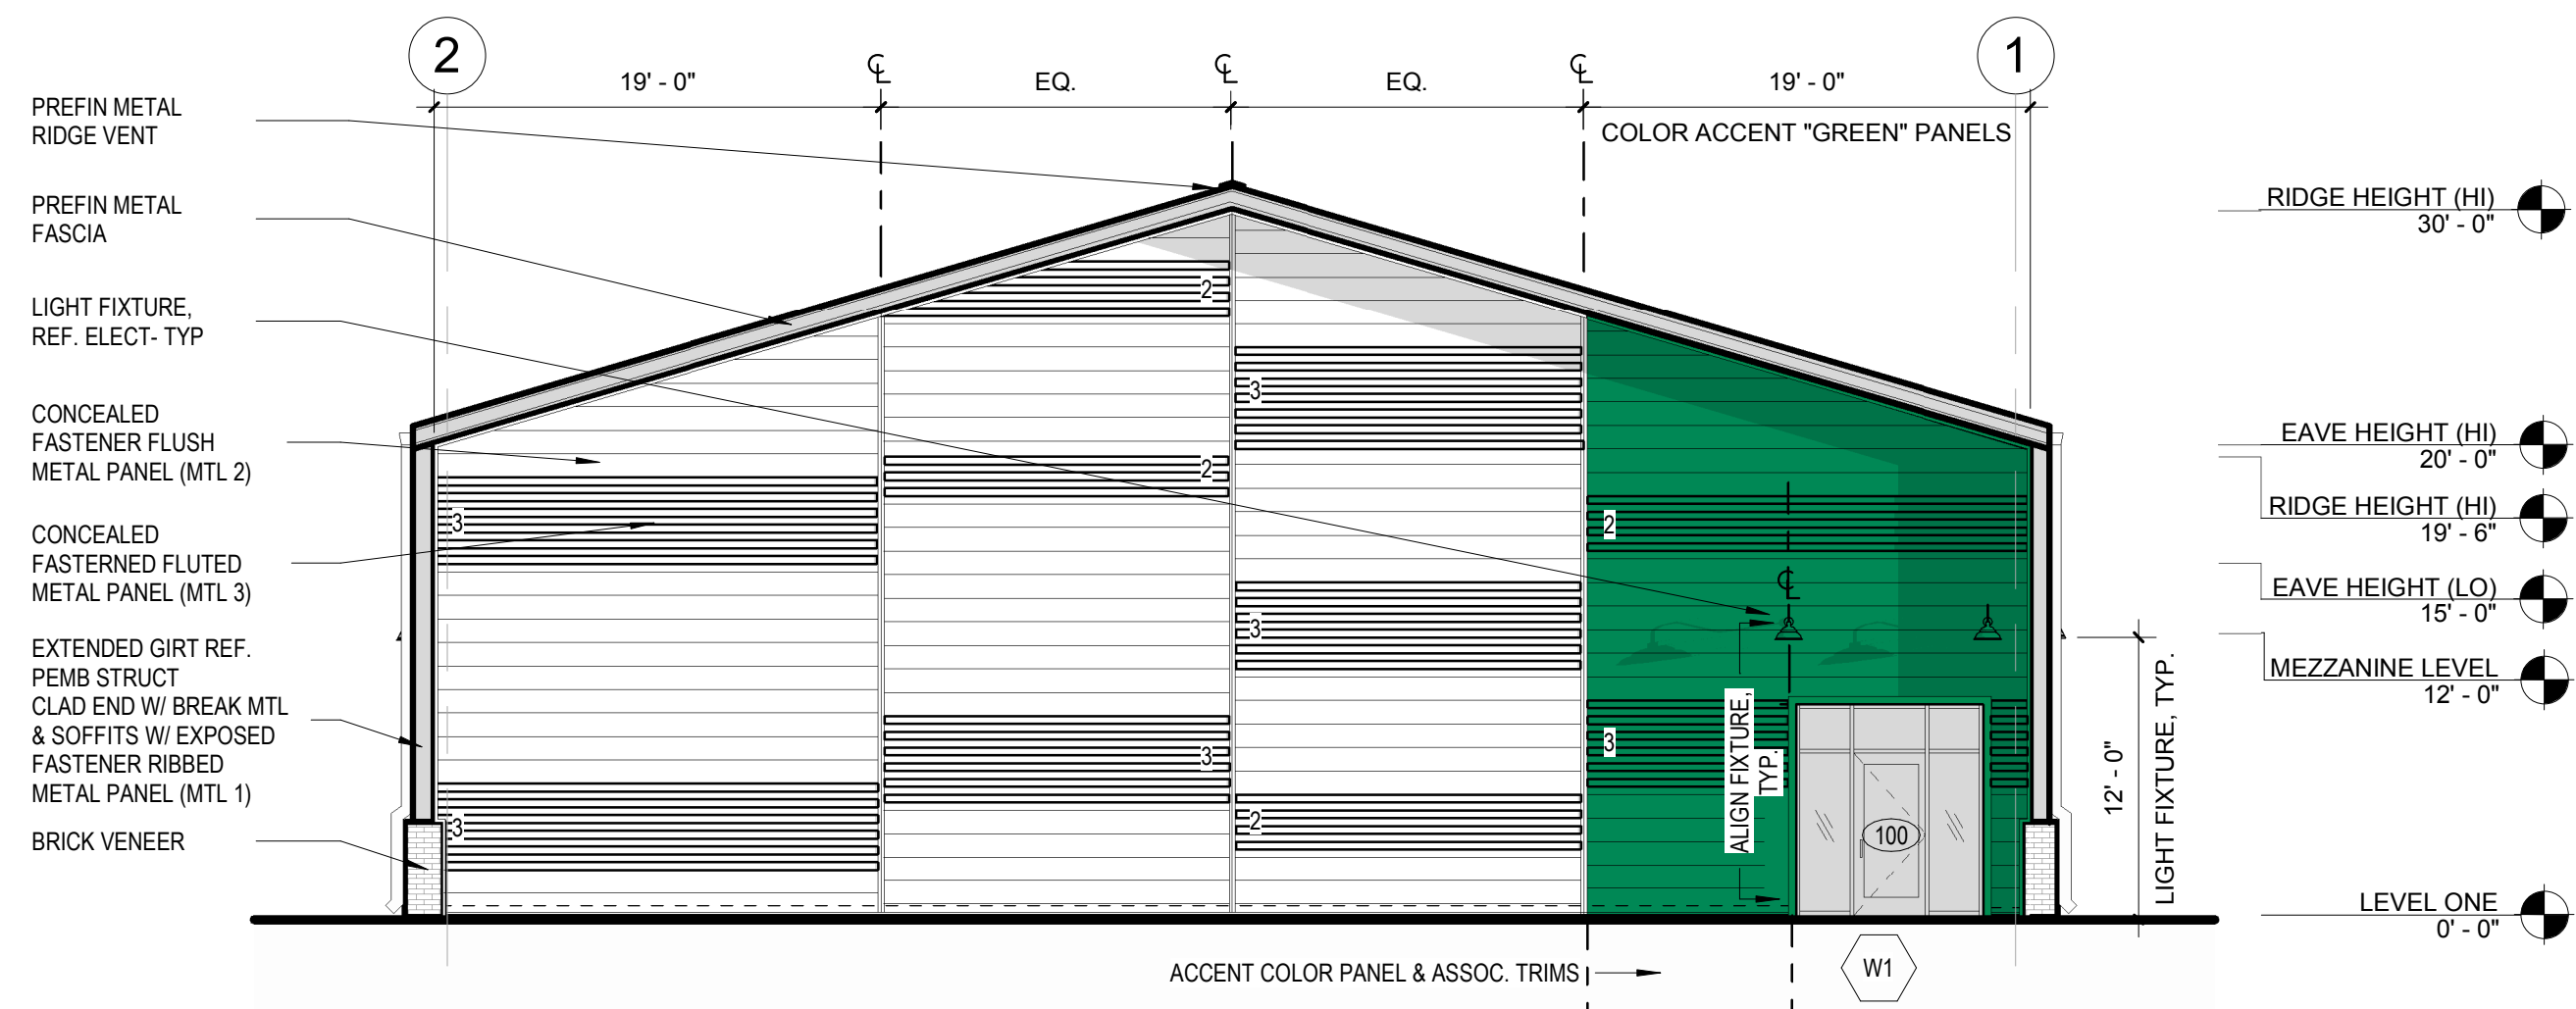 2
1
19' - 0"
℄
EQ.
℄
EQ.
℄
19' - 0"
COLOR ACCENT "GREEN" PANELS
PREFIN METAL
RIDGE VENT
PREFIN METAL
FASCIA
LIGHT FIXTURE,
REF. ELECT- TYP
CONCEALED
FASTENER FLUSH
METAL PANEL (MTL 2)
CONCEALED
FASTERNED FLUTED
METAL PANEL (MTL 3)
EXTENDED GIRT REF.
PEMB STRUCT
CLAD END W/ BREAK MTL
& SOFFITS W/ EXPOSED
FASTENER RIBBED
METAL PANEL (MTL 1)
BRICK VENEER
3
3
2
2
3
3
3
2
2
3
℄
ALIGN FIXTURE,
TYP.
100
12' - 0"
LIGHT FIXTURE, TYP.
RIDGE HEIGHT (HI)
30' - 0"
EAVE HEIGHT (HI)
20' - 0"
RIDGE HEIGHT (HI)
19' - 6"
EAVE HEIGHT (LO)
15' - 0"
MEZZANINE LEVEL
12' - 0"
LEVEL ONE
0' - 0"
ACCENT COLOR PANEL & ASSOC. TRIMS
W1